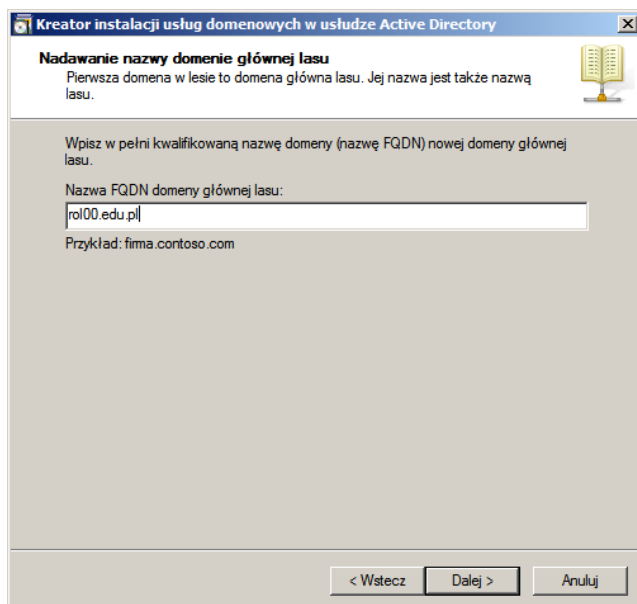 Kreator instalacji usług domenowych w usłudze Active Directory
Nadawanie nazwy domenie głównej lasu
Pierwsza domena w lesie to domena główna lasu. Jej nazwa jest także nazwą
lasu.
Wpisz w pełni kwalifikowaną nazwę domeny (nazwę FQDN) nowej domeny głównej
lasu.
Nazwa FQDN domeny głównej lasu:
rol00.edu.pl
Przykład: firma.contoso.com
< Wstecz
Dalej >
Anuluj